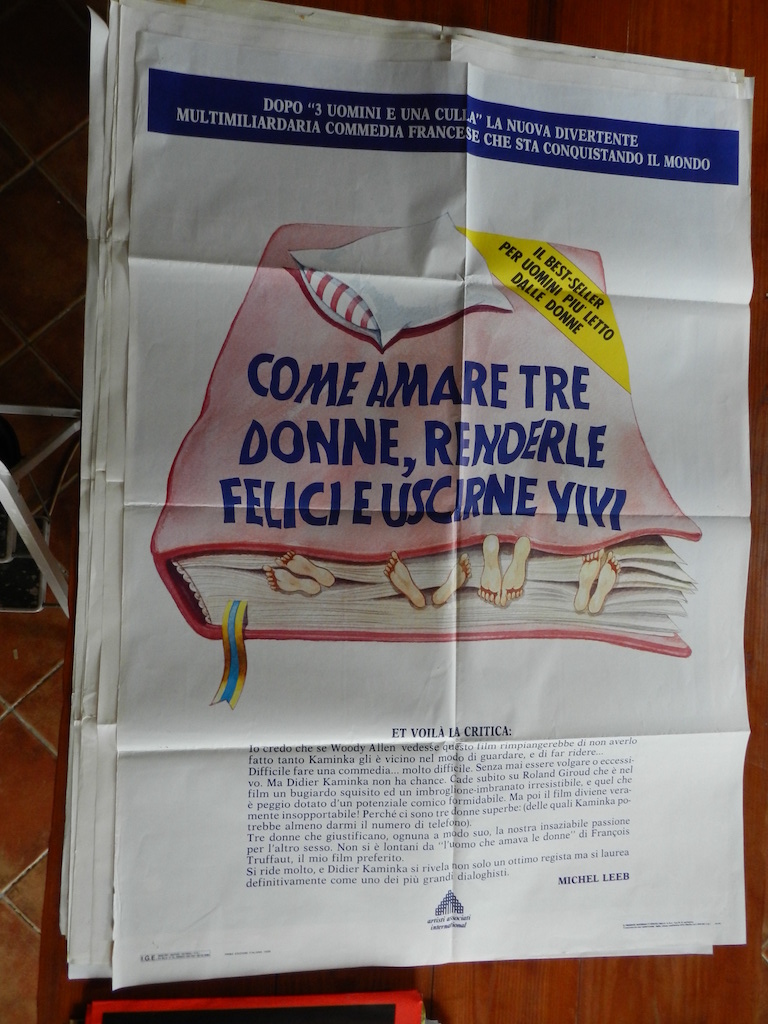 DOPO "3 UOMINI E UNA CULLA" LA NUOVA DIVERTENTE
MULTIMILIARDARIA COMMEDIA FRANCESE CHE STA CONQUISTANDO IL MONDO
IL BEST-SELLER
PER UOMINI PIU' LETTO
DALLE DONNE
COME AMARE TRE
DONNE, RENDERLE
FELICI E USCIRNE VIVI
ET VOILÀ LA CRITICA:
Io credo che se Woody Allen vedesse questo film rimpiangerebbe di non averlo
fatto tanto Kaminka gli è vicino nel modo di guardare, e di far ridere...
Difficile fare una commedia... molto difficile. Senza mai essere volgare o eccessi-
vo. Ma Didier Kaminka non ha chance. Cade subito su Roland Giroud che è nel
film un bugiardo squisito ed un imbroglione-imbranato irresistibile, e quel che
è peggio dotato d'un potenziale comico formidabile. Ma poi il film diviene vera-
mente insopportabile! Perché ci sono tre donne superbe: (delle quali Kaminka po-
trebbe almeno darmi il numero di telefono).
Tre donne che giustificano, ognuna a modo suo, la nostra insaziabile passione
per l'altro sesso. Non si è lontani da "l'uomo che amava le donne" di François
Truffaut, il mio film preferito.
Si ride molto, e Didier Kaminka si rivela non solo un ottimo regista ma si laurea
definitivamente come uno dei più grandi dialoghisti.
MICHEL LEEB
artisti associati
international
I.G.E.